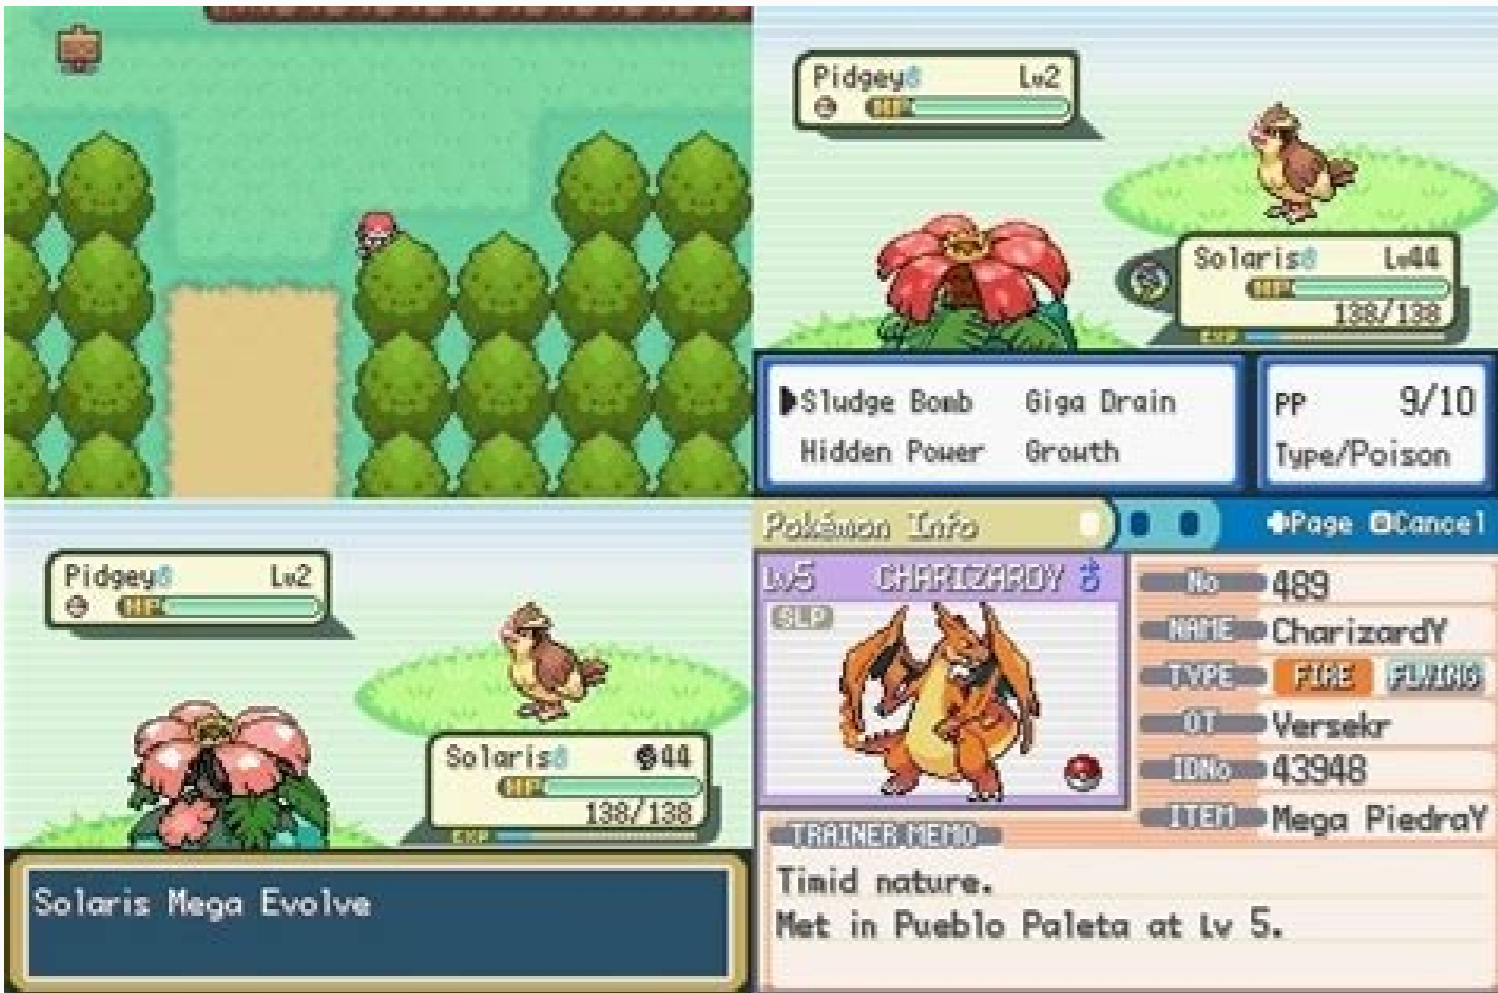 Pidgey♂ Lv2
HP
Solaris♂ Lv44
HP
138/138
EXP
Sludge Bomb Giga Drain
Hidden Power Growth
PP 9/10
Type/Poison
Pidgey♂ Lv2
HP
Solaris♂ 44
HP
138/138
EXP
Solaris Mega Evolve
Pokémon Info Page Cancel
Lv5 CHARIZARDY ♂
SLP
No 489
NAME CharizardY
TYPE FIRE FLYING
OT Versekr
IDNo 43948
ITEM Mega PiedraY
TRAINER MEMO
Timid nature.
Met in Pueblo Paleta at Lv 5.